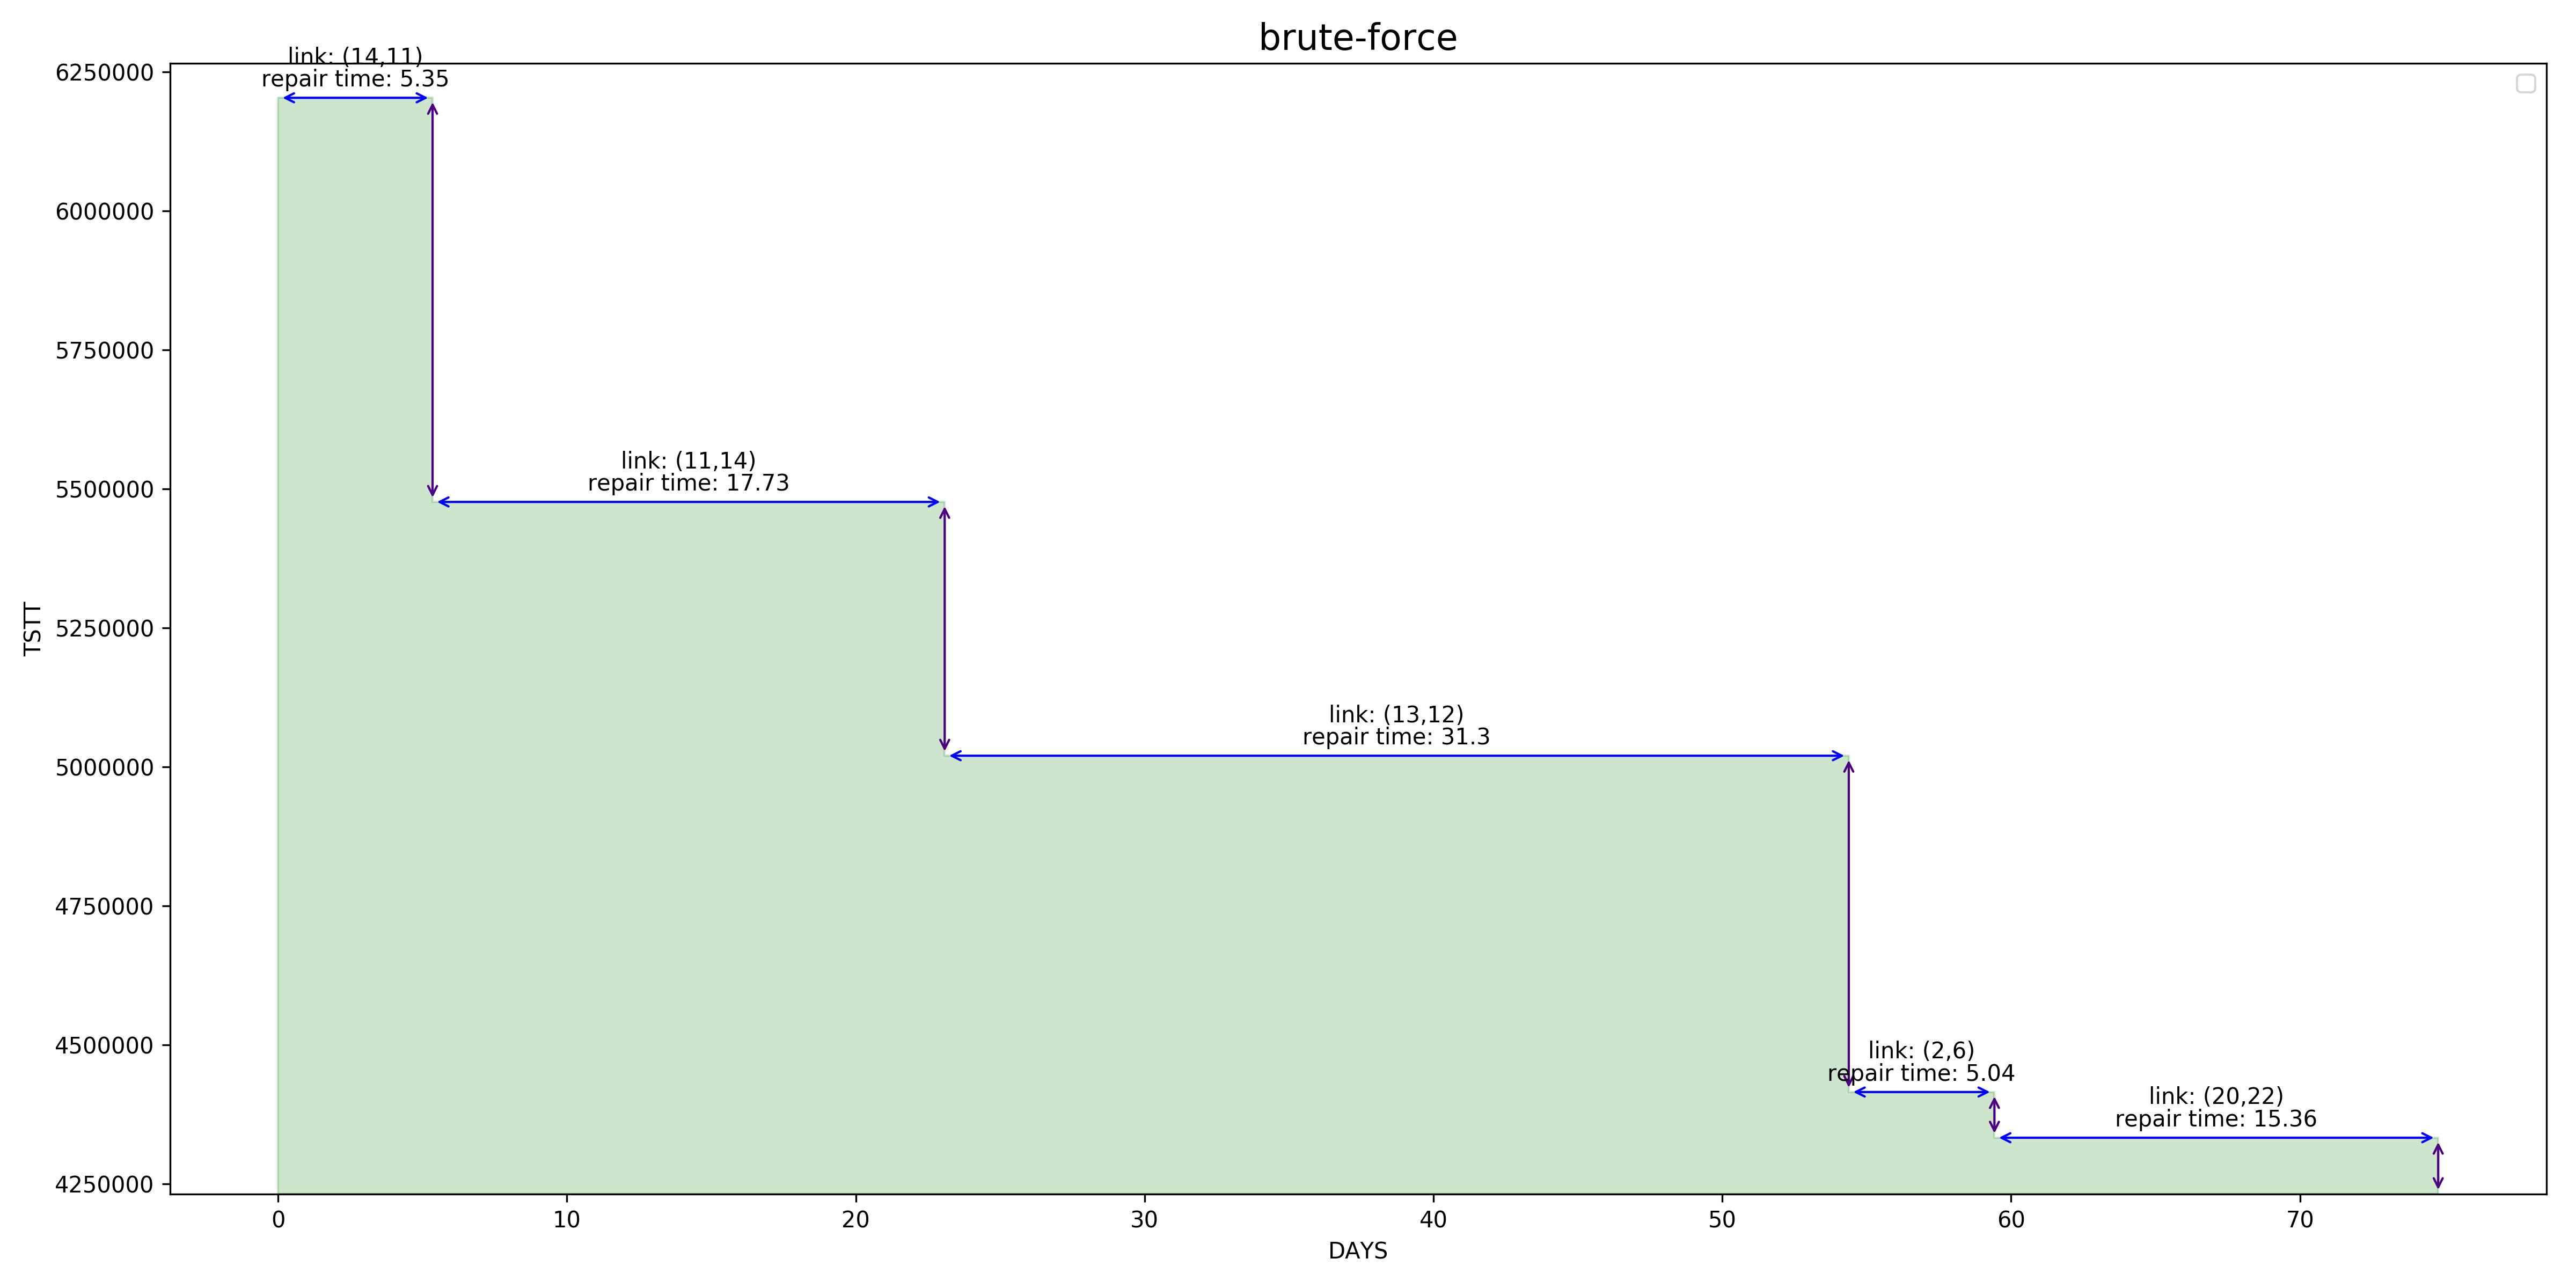 brute-force
link: (14,11)
repair time: 5.35
6250000
6000000
5750000
5500000
5250000
5000000
4750000
4500000
4250000
TSTT
link: (11,14)
repair time: 17.73
link: (13,12)
repair time: 31.3
link: (2,6)
repair time: 5.04
link: (20,22)
repair time: 15.36
0 10 20 30 40 50 60 70
DAYS